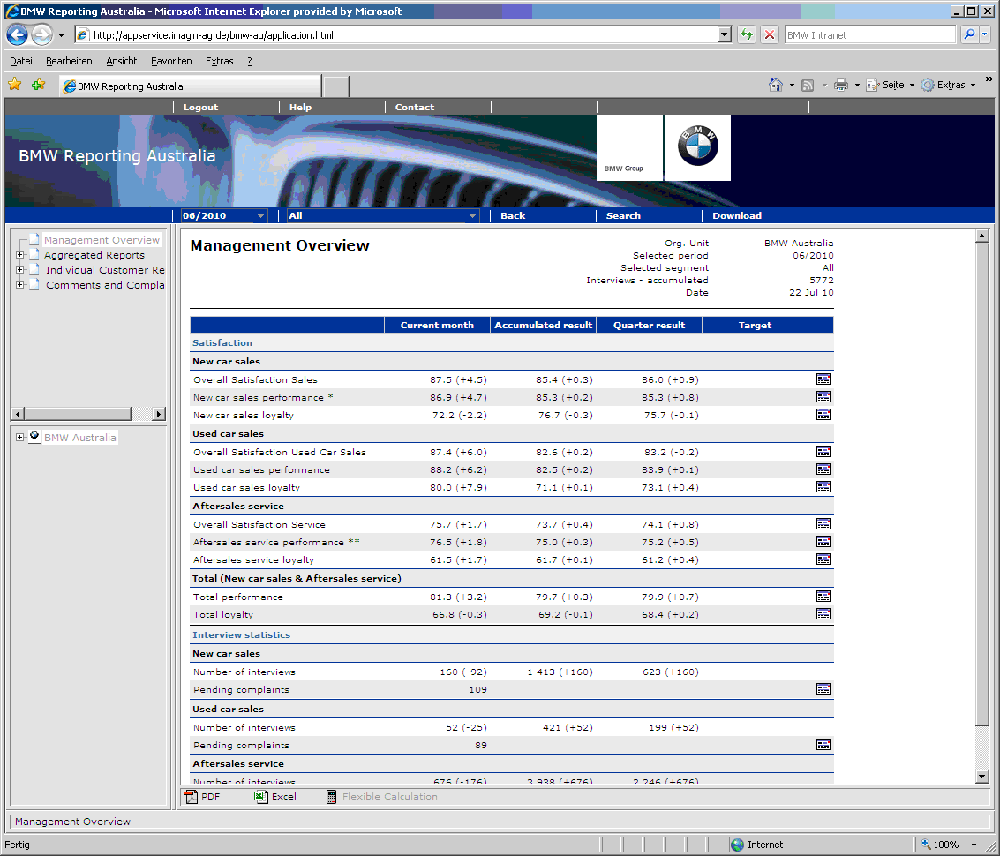 BMW Reporting Australia - Microsoft Internet Explorer provided by Microsoft
http://appservice.imagin-ag.de/bmw-au/application.html
BMW Intranet
Datei Bearbeiten Ansicht Favoriten Extras ?
BMW Reporting Australia
Seite Extras »
Logout Help Contact
BMW Reporting Australia
BMW Group
BMW
06/2010 All Back Search Download
Management Overview
Aggregated Reports
Individual Customer Re
Comments and Compla
BMW Australia
Management Overview
Org. Unit BMW Australia
Selected period 06/2010
Selected segment All
Interviews - accumulated 5772
Date 22 Jul 10
Current month Accumulated result Quarter result Target
Satisfaction
New car sales
Overall Satisfaction Sales 87.5 (+4.5) 85.4 (+0.3) 86.0 (+0.9)
New car sales performance * 86.9 (+4.7) 85.3 (+0.2) 85.3 (+0.8)
New car sales loyalty 72.2 (-2.2) 76.7 (-0.3) 75.7 (-0.1)
Used car sales
Overall Satisfaction Used Car Sales 87.4 (+6.0) 82.6 (+0.2) 83.2 (-0.2)
Used car sales performance 88.2 (+6.2) 82.5 (+0.2) 83.9 (+0.1)
Used car sales loyalty 80.0 (+7.9) 71.1 (+0.1) 73.1 (+0.4)
Aftersales service
Overall Satisfaction Service 75.7 (+1.7) 73.7 (+0.4) 74.1 (+0.8)
Aftersales service performance ** 76.5 (+1.8) 75.0 (+0.3) 75.2 (+0.5)
Aftersales service loyalty 61.5 (+1.7) 61.7 (+0.1) 61.2 (+0.4)
Total (New car sales & Aftersales service)
Total performance 81.3 (+3.2) 79.7 (+0.3) 79.9 (+0.7)
Total loyalty 66.8 (-0.3) 69.2 (-0.1) 68.4 (+0.2)
Interview statistics
New car sales
Number of interviews 160 (-92) 1 413 (+160) 623 (+160)
Pending complaints 109
Used car sales
Number of interviews 52 (-25) 421 (+52) 199 (+52)
Pending complaints 89
Aftersales service
Number of interviews 676 (-176) 3 938 (+676) 2 246 (+676)
PDF Excel Flexible Calculation
Management Overview
Fertig Internet 100%